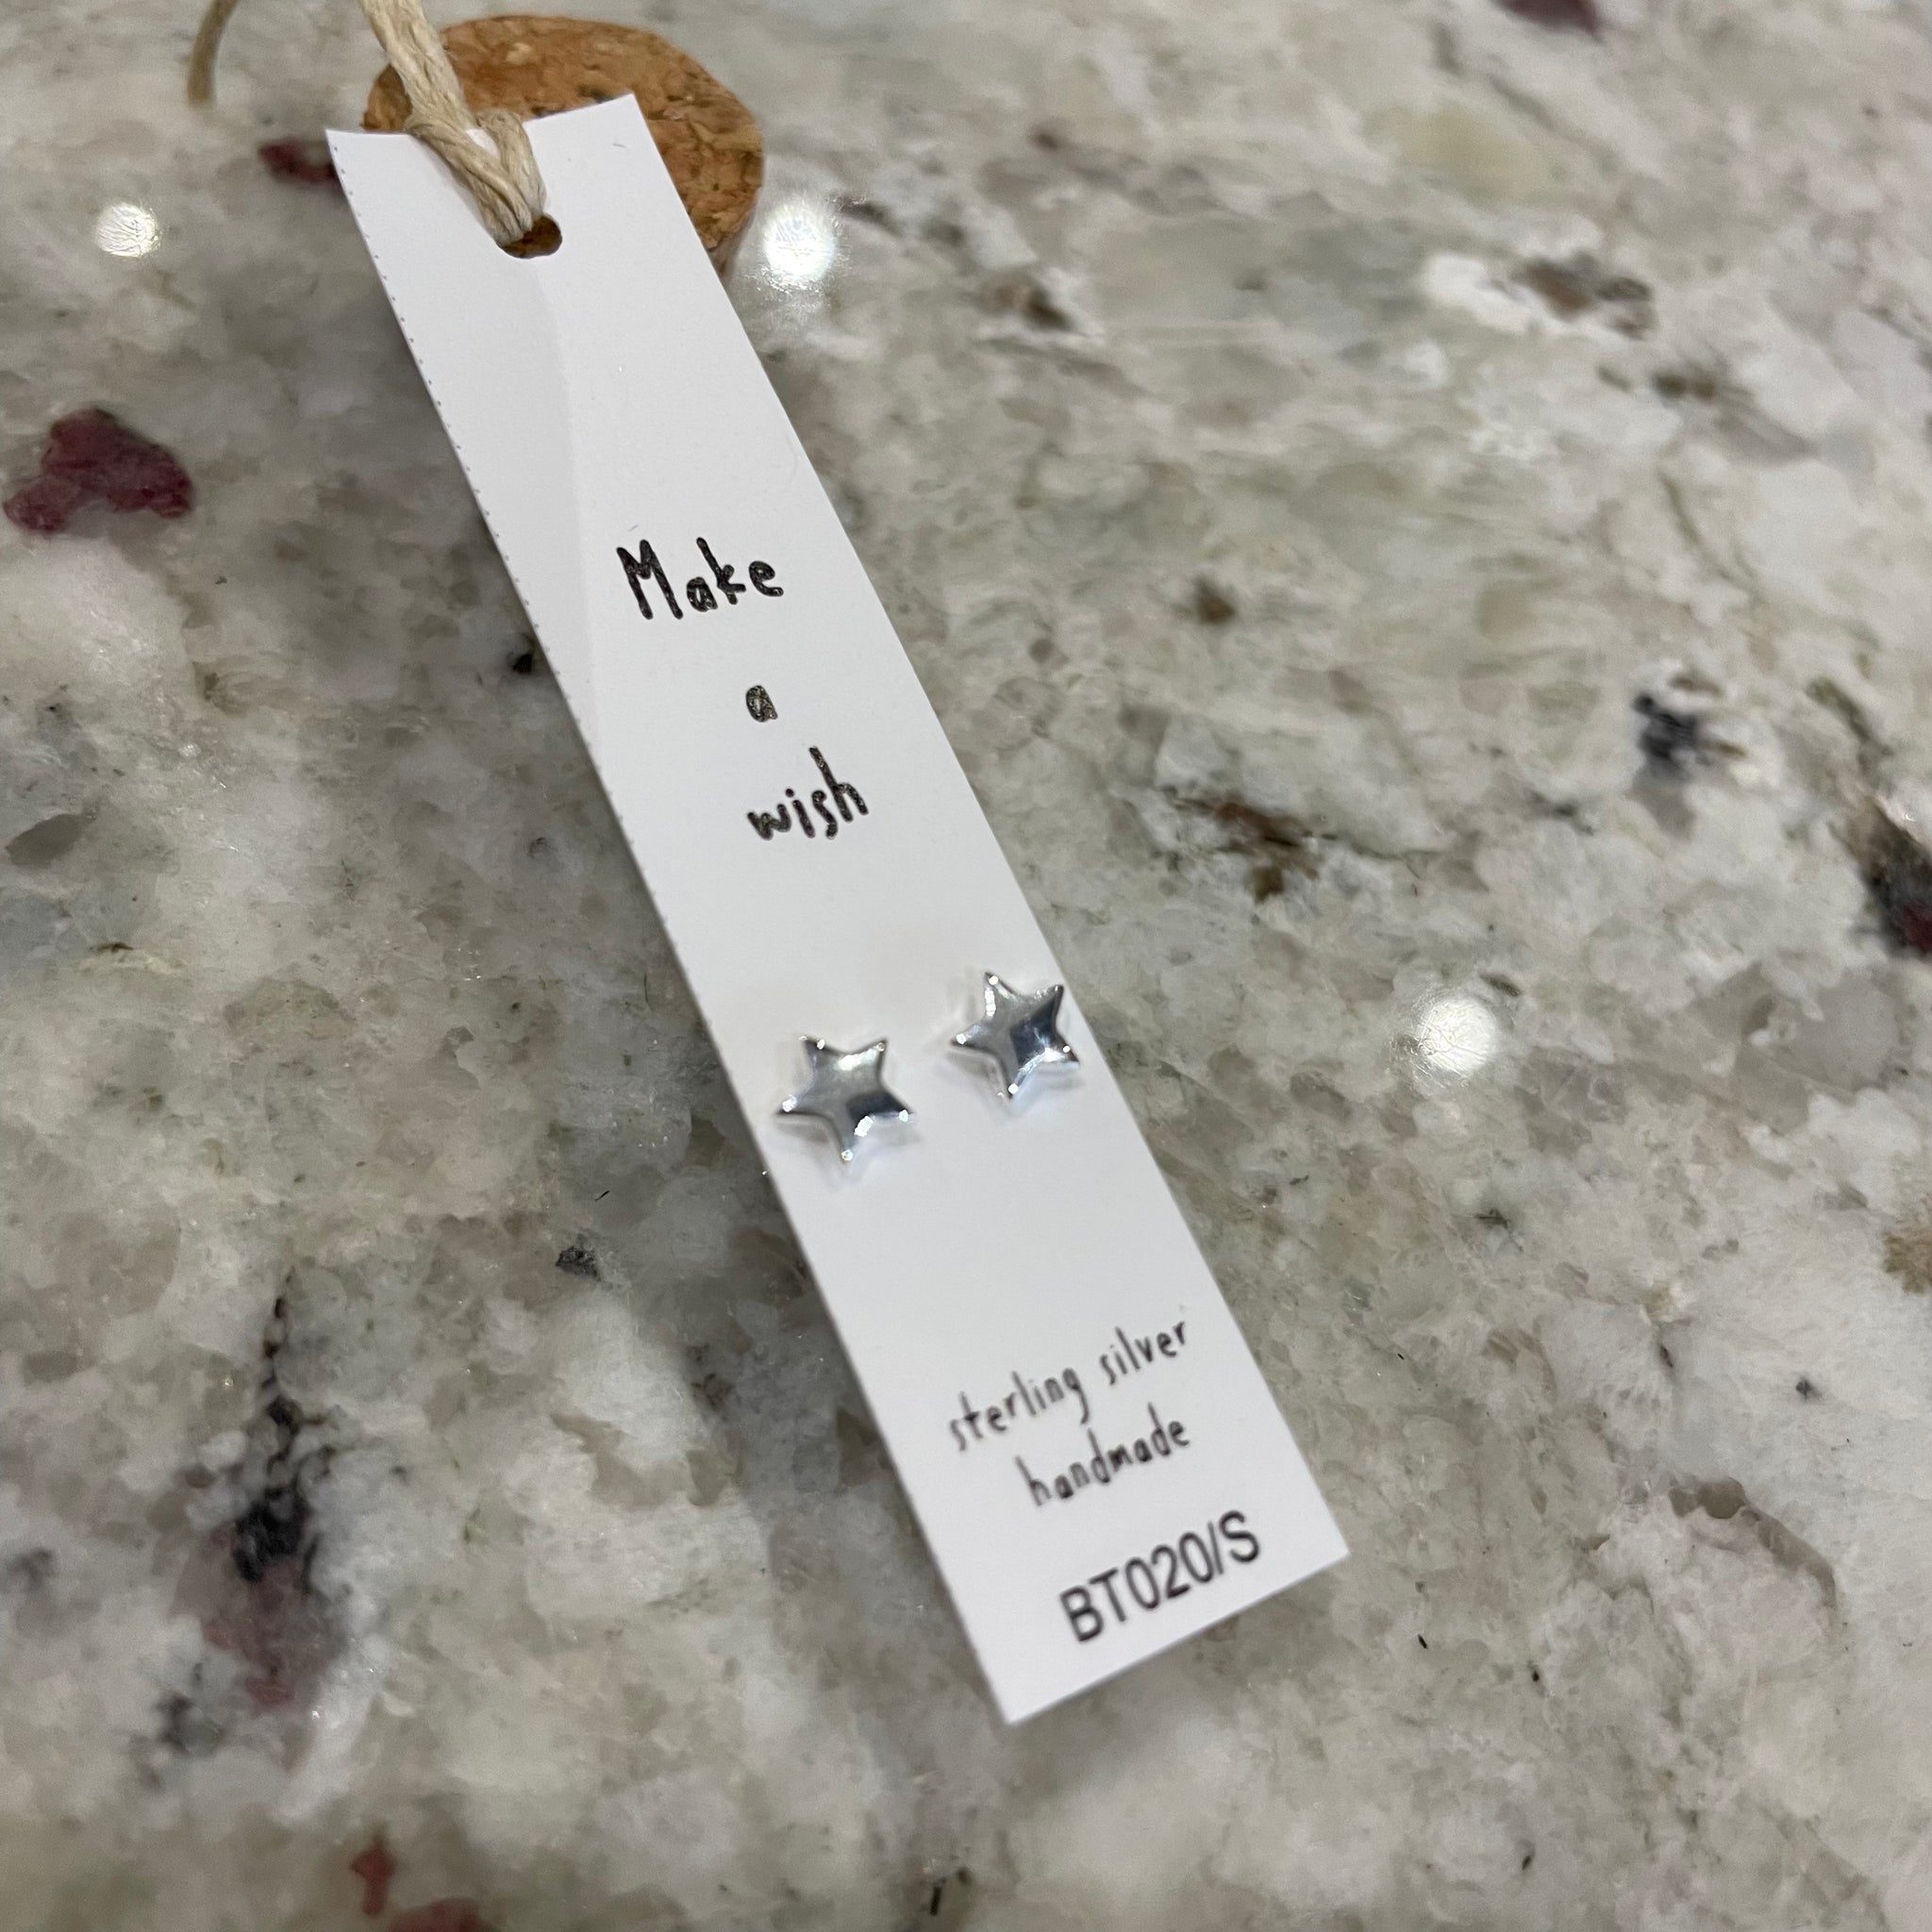 Make
a
wish
sterling silver
handmade
BT020/S